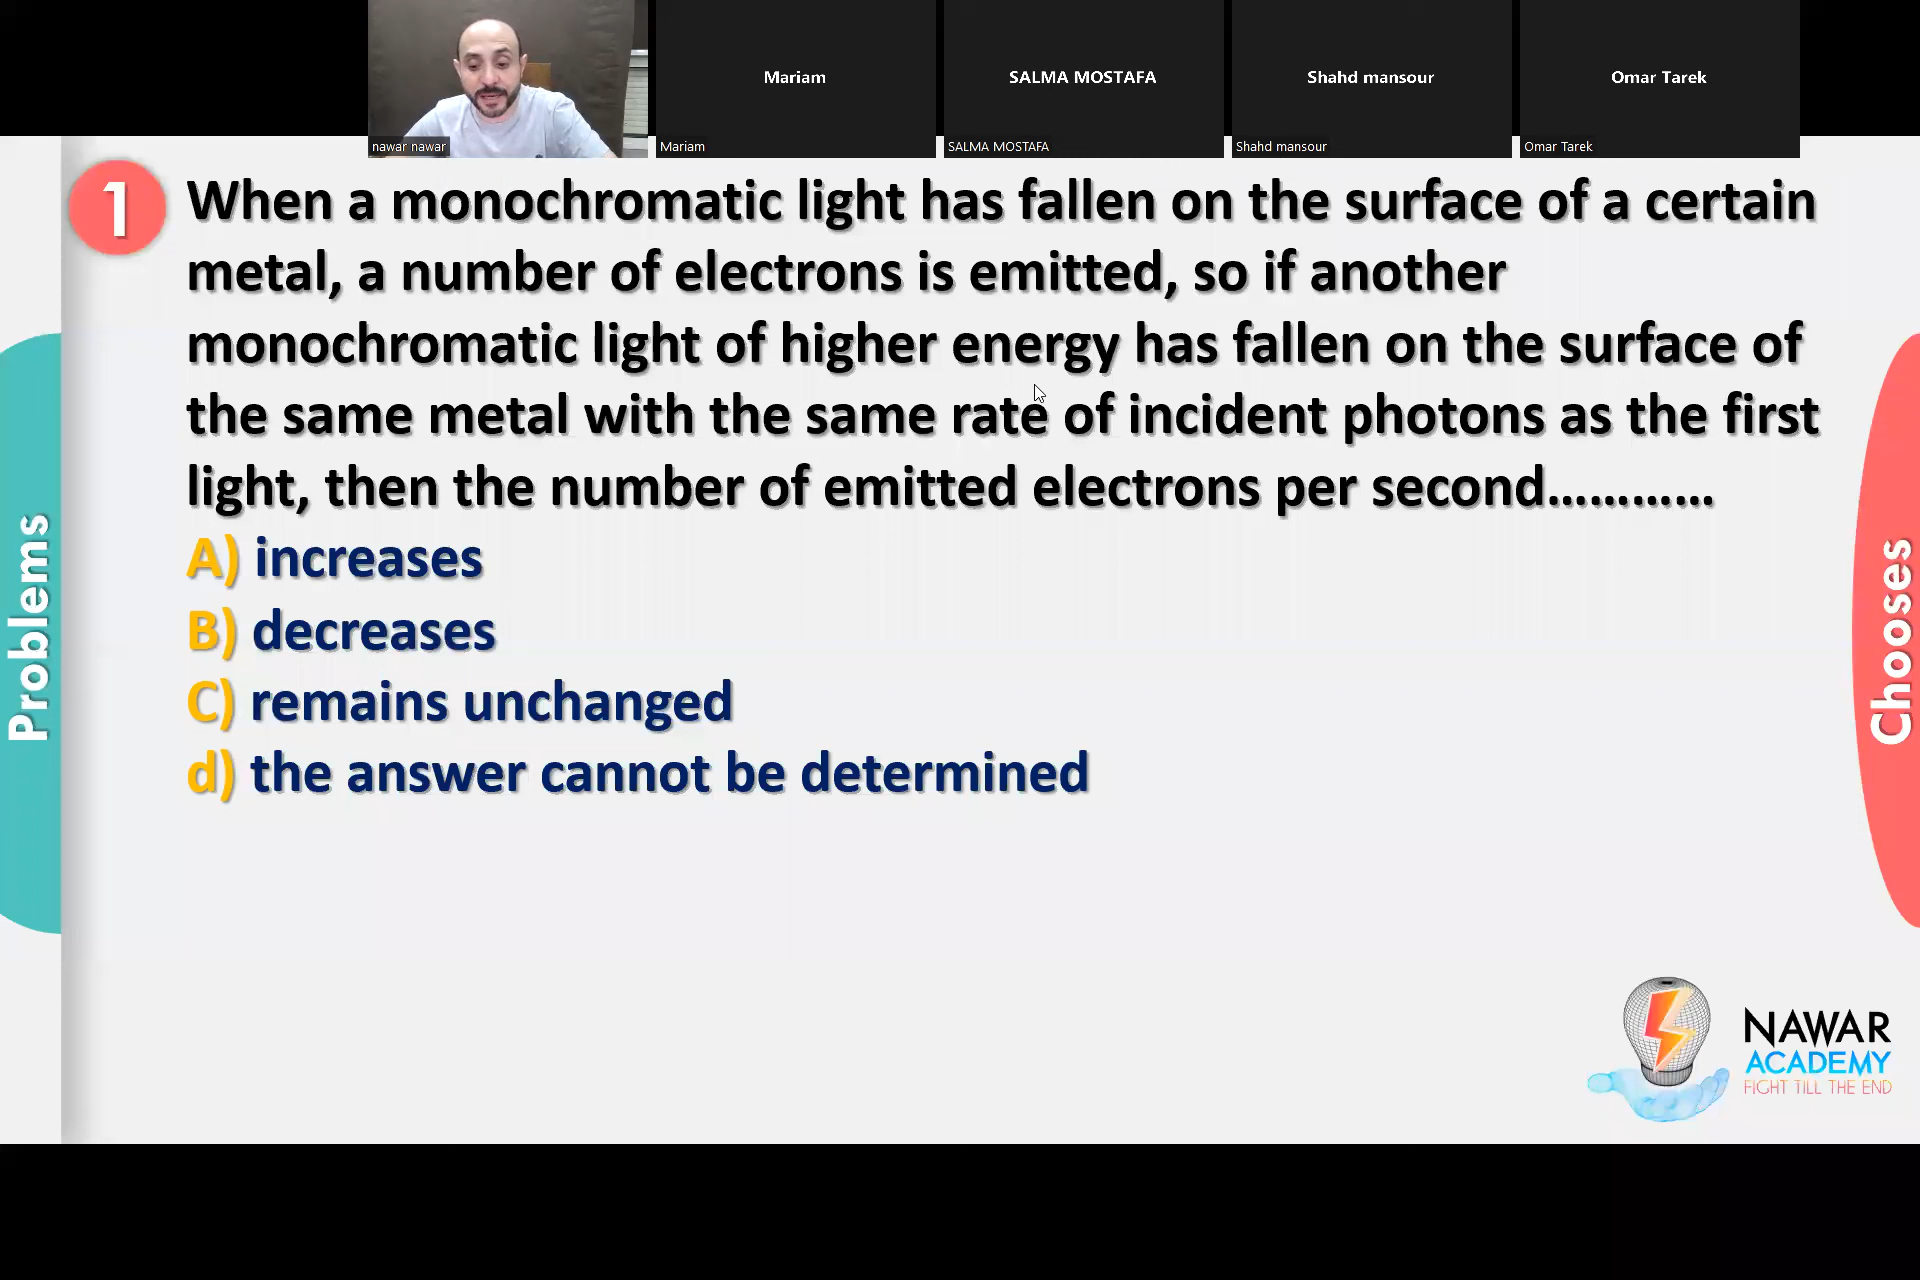 Mariam
SALMA MOSTAFA
Shahd mansour
Omar Tarek
nawar nawar
Mariam
SALMA MOSTAFA
Shahd mansour
Omar Tarek
1
When a monochromatic light has fallen on the surface of a certain
metal, a number of electrons is emitted, so if another
monochromatic light of higher energy has fallen on the surface of
the same metal with the same rate of incident photons as the first
light, then the number of emitted electrons per second............
A) increases
B) decreases
C) remains unchanged
d) the answer cannot be determined
Problems
Chooses
NAWAR
ACADEMY
FIGHT TILL THE END